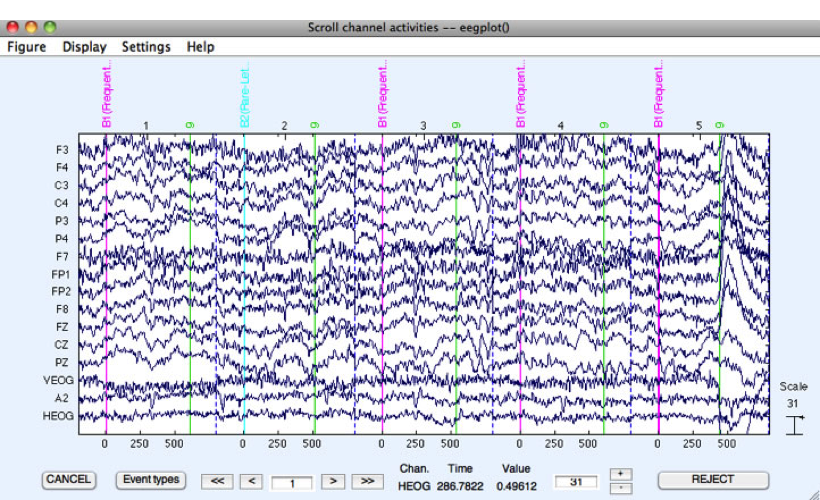 Scroll channel activities -- eegplot()
Figure Display Settings Help
B1(Frequent... B2(Rare-Let... B1(Frequent... B1(Frequent... B1(Frequent...
1 9 2 9 3 9 4 9 5 9
F3
F4
C3
C4
P3
P4
F7
FP1
FP2
F8
FZ
CZ
PZ
VEOG
A2
HEOG
Scale
31
0 250 500 0 250 500 0 250 500 0 250 500 0 250 500
Chan. Time Value
CANCEL Event types << < 1 > >> HEOG 286.7822 0.49612 31 + - REJECT